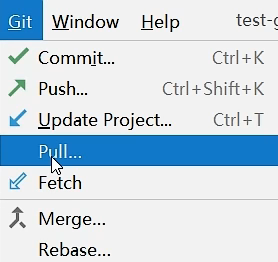 Git Window Help test-g
Commit... Ctrl+K
Push... Ctrl+Shift+K
Update Project... Ctrl+T
Pull...
Fetch
Merge...
Rebase...